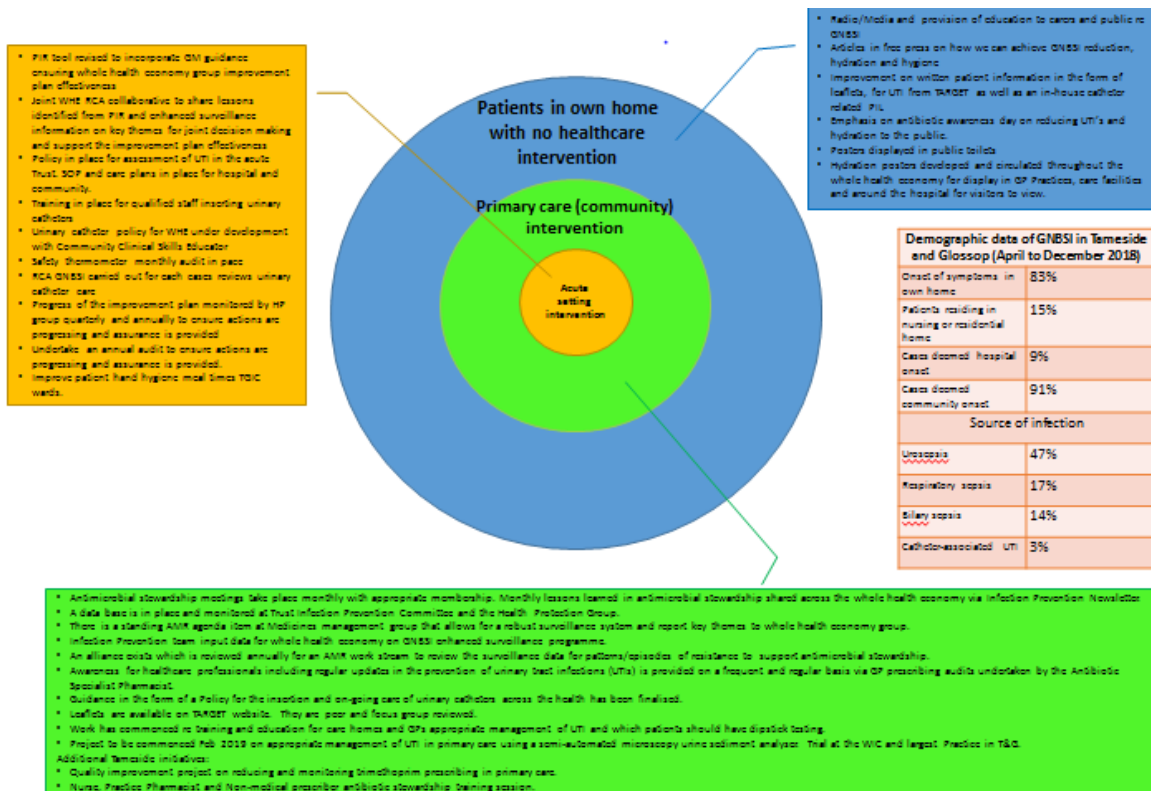 • PIR tool revised to incorporate GM guidance
ensuring whole health economy group improvement
plan effectiveness
• Joint WHE RCA collaborative to share lessons
identified from PIR and enhanced surveillance
information on key themes for joint decision making
and support the improvement plan effectiveness
• Policy in place for assessment of UTI in the acute
Trust. SOP and care plans in place for hospital and
community.
• Training in place for qualified staff inserting urinary
catheters
• Urinary catheter policy for WHE under development
with Community Clinical Skills Educator
• Safety thermometer monthly audit in pace
• RCA GNBSI carried out for each cases reviews urinary
catheter care
• Progress of the improvement plan monitored by HP
group quarterly and annually to ensure actions are
progressing and assurance is provided
• Undertake an annual audit to ensure actions are
progressing and assurance is provided.
• Improve patient hand hygiene meal times TGIC
wards.
Patients in own home
with no healthcare
intervention
Primary care (community)
intervention
Acute
setting
intervention
• Radio/Media and provision of education to carers and public re
GNBSI
• Articles in free press on how we can achieve GNBSI reduction,
hydration and hygiene
• Improvement on written patient information in the form of
leaflets, for UTI from TARGET as well as an in-house catheter
related PIL
• Emphasis on antibiotic awareness day on reducing UTI's and
hydration to the public.
• Posters displayed in public toilets
• Hydration posters developed and circulated throughout the
whole health economy for display in GP Practices, care facilities
and around the hospital for visitors to view.
Demographic data of GNBSI in Tameside
and Glossop (April to December 2018)
Onset of symptoms in
own home 83%
Patients residing in
nursing or residential
home 15%
Cases deemed hospital
onset 9%
Cases deemed
community onset 91%
Source of infection
Urosepsis 47%
Respiratory sepsis 17%
Biliary sepsis 14%
Catheter-associated UTI 3%
• Antimicrobial stewardship meetings take place monthly with appropriate membership. Monthly lessons learned in antimicrobial stewardship shared across the whole health economy via Infection Prevention Newsletter
• A data base is in place and monitored at Trust Infection Prevention Committee and the Health Protection Group.
• There is a standing AMR agenda item at Medicines management group that allows for a robust surveillance system and report key themes to whole health economy group.
• Infection Prevention team input data for whole health economy on GNBSI enhanced surveillance programme.
• An alliance exists which is reviewed annually for an AMR work stream to review the surveillance data for patterns/episodes of resistance to support antimicrobial stewardship.
• Awareness for healthcare professionals including regular updates in the prevention of urinary tract infections (UTIs) is provided on a frequent and regular basis via GP prescribing audits undertaken by the Antibiotic
Specialist Pharmacist.
• Guidance in the form of a Policy for the insertion and on-going care of urinary catheters across the health has been finalised.
• Leaflets are available on TARGET website. They are peer and focus group reviewed.
• Work has commenced re training and education for care homes and GPs appropriate management of UTI and which patients should have dipstick testing.
• Project to be commenced Feb 2019 on appropriate management of UTI in primary care using a semi-automated microscopy urine sediment analyser. Trial at the WIC and largest Practice in T&G.
Additional Tameside initiatives:
• Quality improvement project on reducing and monitoring trimethoprim prescribing in primary care.
• Nurse, Practice Pharmacist and Non-medical prescriber antibiotic stewardship training session.